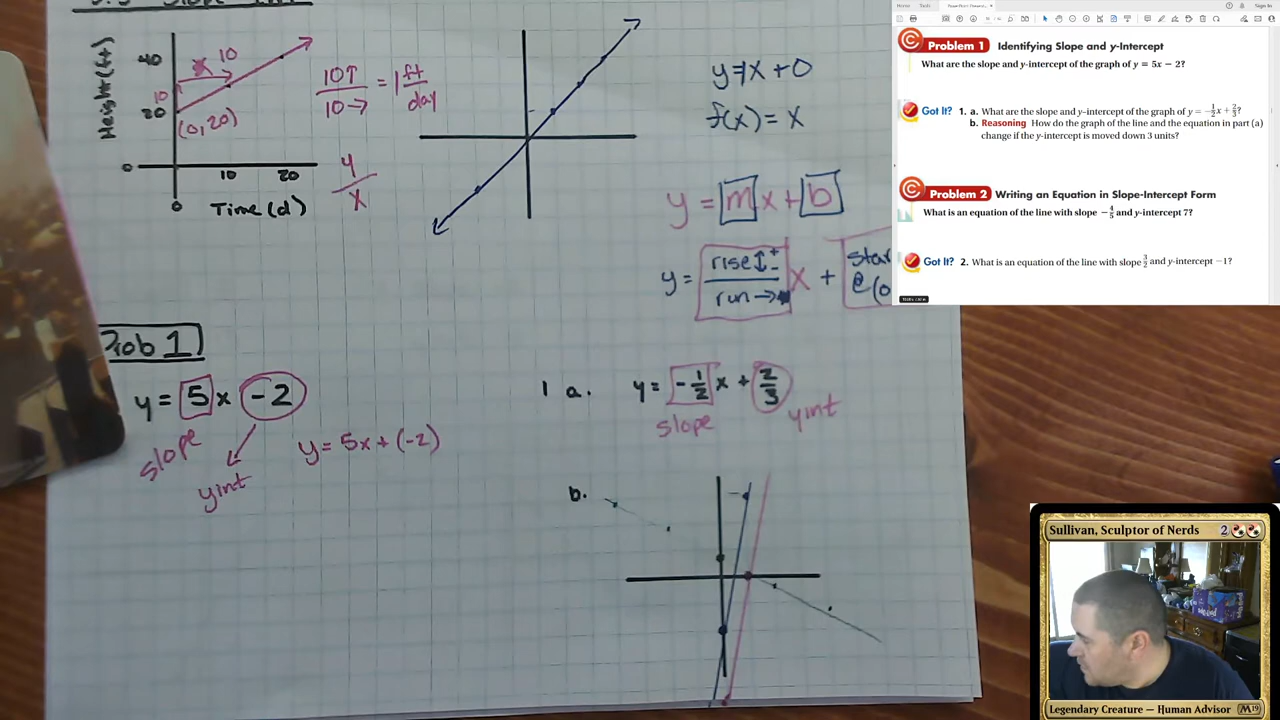 Height (ft)
40
20
0
10
x 10
(0,20)
10 20
0
Time (d)
10↑
10→
= 1 ft
day
y
x
y=1x+0
f(x) = x
y = mx+b
y = rise↕+-
run→
x + star
@(0
Prob 1
y = 5x -2
slope
yint
y = 5x + (-2)
1 a. y = -1/2 x + 2/3
slope yint
b.
Problem 1 Identifying Slope and y-Intercept
What are the slope and y-intercept of the graph of y = 5x − 2?
Got It? 1. a. What are the slope and y-intercept of the graph of y = −1/2x + 2/3?
b. Reasoning How do the graph of the line and the equation in part (a)
change if the y-intercept is moved down 3 units?
Problem 2 Writing an Equation in Slope-Intercept Form
What is an equation of the line with slope −4/5 and y-intercept 7?
Got It? 2. What is an equation of the line with slope 3/2 and y-intercept −1?
Sullivan, Sculptor of Nerds 2
Legendary Creature — Human Advisor M19